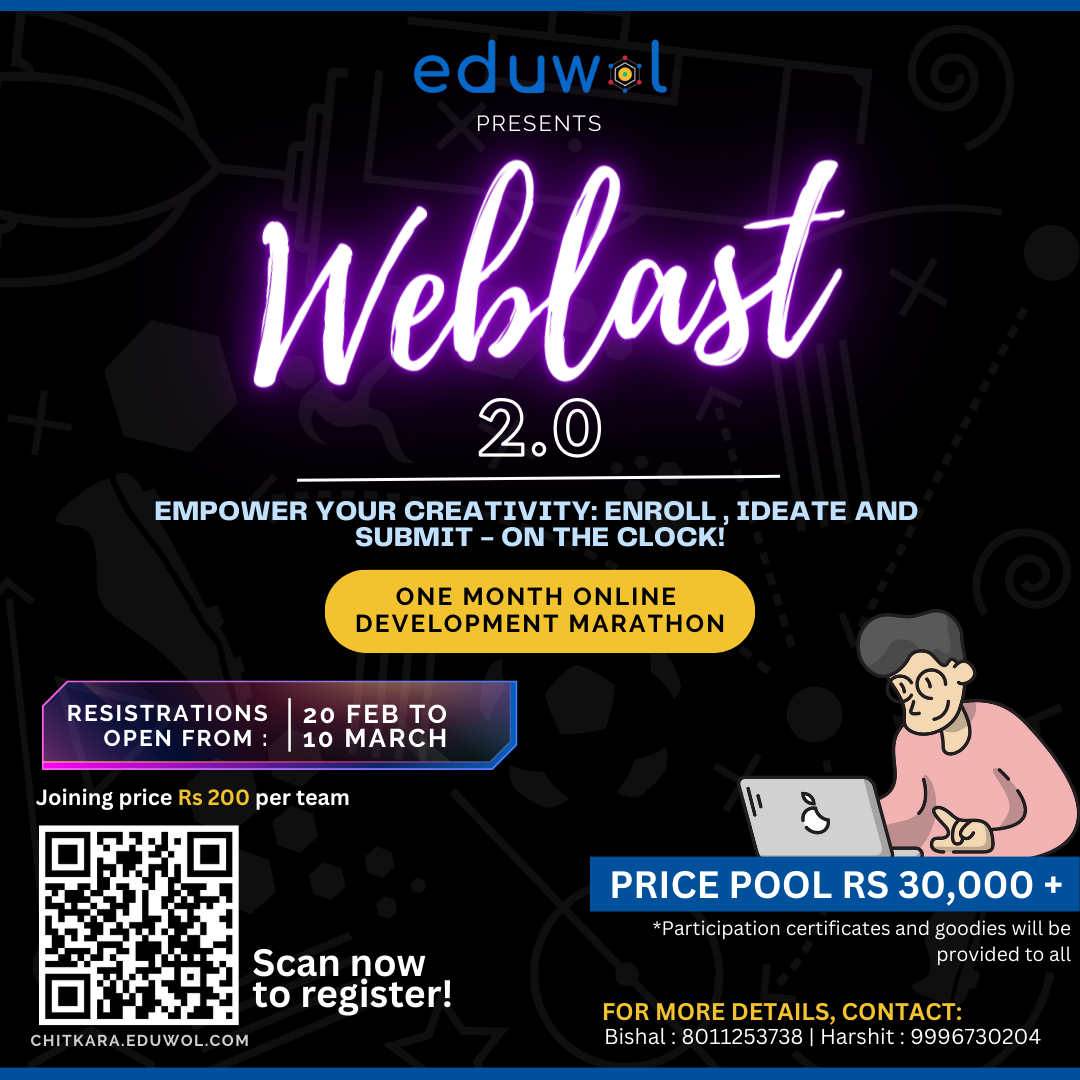 eduwol
PRESENTS
Weblast
2.0
EMPOWER YOUR CREATIVITY: ENROLL , IDEATE AND
SUBMIT - ON THE CLOCK!
ONE MONTH ONLINE
DEVELOPMENT MARATHON
RESISTRATIONS
OPEN FROM :
20 FEB TO
10 MARCH
Joining price Rs 200 per team
Scan now
to register!
CHITKARA.EDUWOL.COM
PRICE POOL RS 30,000 +
*Participation certificates and goodies will be
provided to all
FOR MORE DETAILS, CONTACT:
Bishal : 8011253738 | Harshit : 9996730204